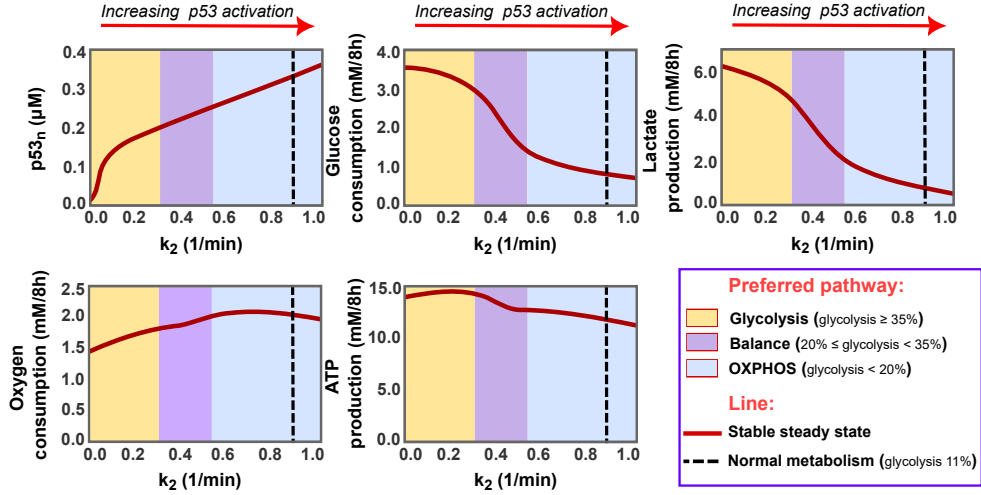 Increasing p53 activation
Increasing p53 activation
Increasing p53 activation
p53n (μM)
0.4
0.3
0.2
0.1
0.0
0.0 0.2 0.4 0.6 0.8 1.0
k2 (1/min)
Glucose
consumption (mM/8h)
4.0
3.0
2.0
1.0
0.0
0.0 0.2 0.4 0.6 0.8 1.0
k2 (1/min)
Lactate
production (mM/8h)
6.0
4.0
2.0
0.0
0.0 0.2 0.4 0.6 0.8 1.0
k2 (1/min)
Oxygen
consumption (mM/8h)
2.5
2.0
1.5
1.0
0.5
0.0
0.0 0.2 0.4 0.6 0.8 1.0
k2 (1/min)
ATP
production (mM/8h)
15.0
10.0
5.0
0.0
0.0 0.2 0.4 0.6 0.8 1.0
k2 (1/min)
Preferred pathway:
Glycolysis (glycolysis ≥ 35%)
Balance (20% ≤ glycolysis < 35%)
OXPHOS (glycolysis < 20%)
Line:
Stable steady state
Normal metabolism (glycolysis 11%)